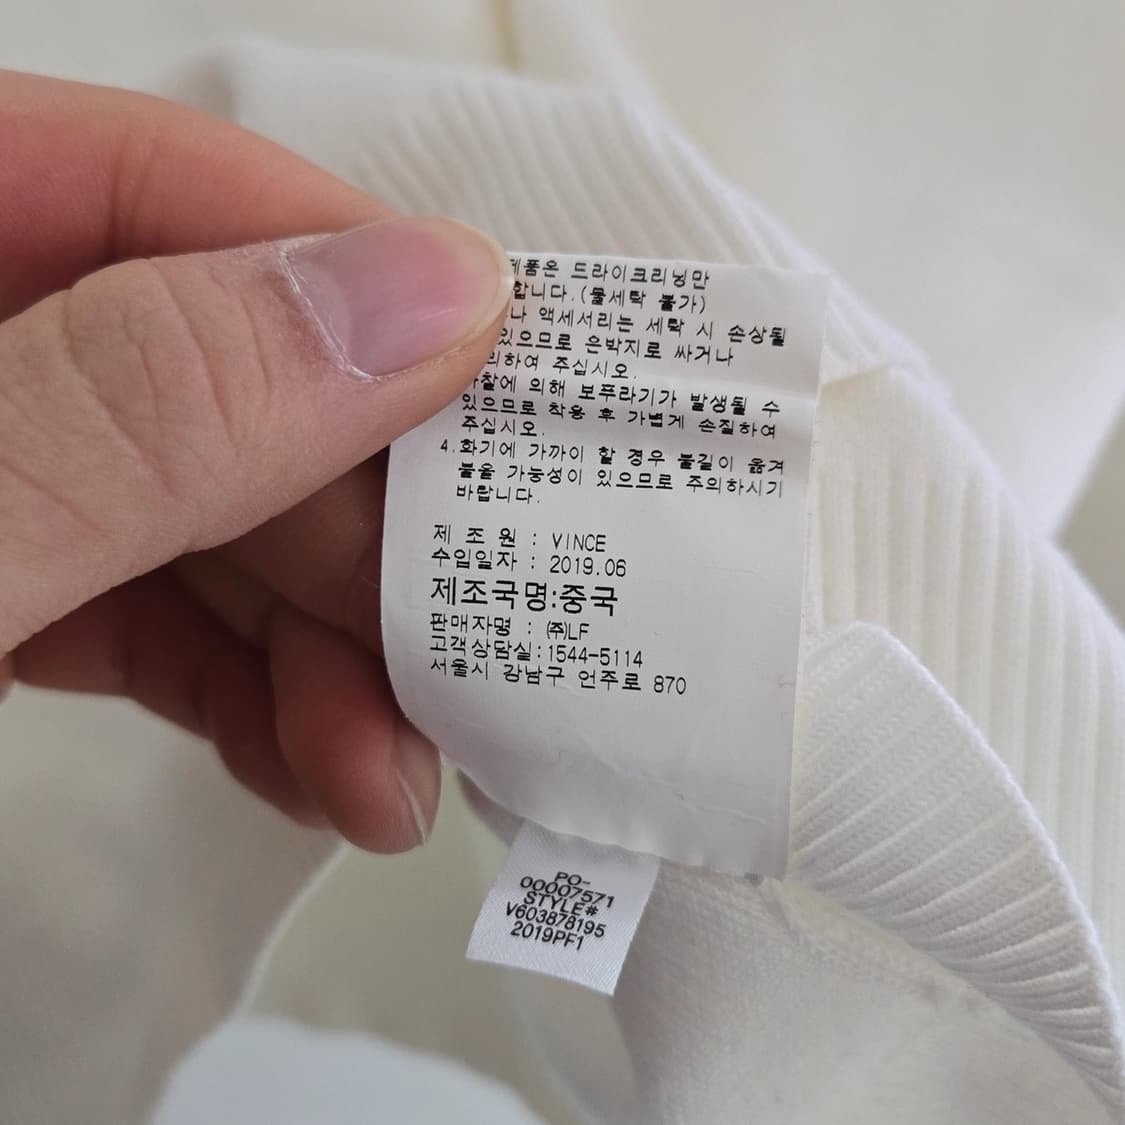 제품은 드라이크리닝만
합니다.(물세탁 불가)
나 액세서리는 세탁 시 손상될
있으므로 은박지로 싸거나
리하여 주십시오.
찰에 의해 보푸라기가 발생될 수
있으므로 착용 후 가볍게 손질하여
주십시오.
4.화기에 가까이 할 경우 불길이 옮겨
붙을 가능성이 있으므로 주의하시기
바랍니다.
제 조 원 : VINCE
수입일자 : 2019.06
제조국명:중국
판매자명 : ㈜LF
고객상담실:1544-5114
서울시 강남구 언주로 870
PO-
00007571
STYLE#
V603878195
2019PF1